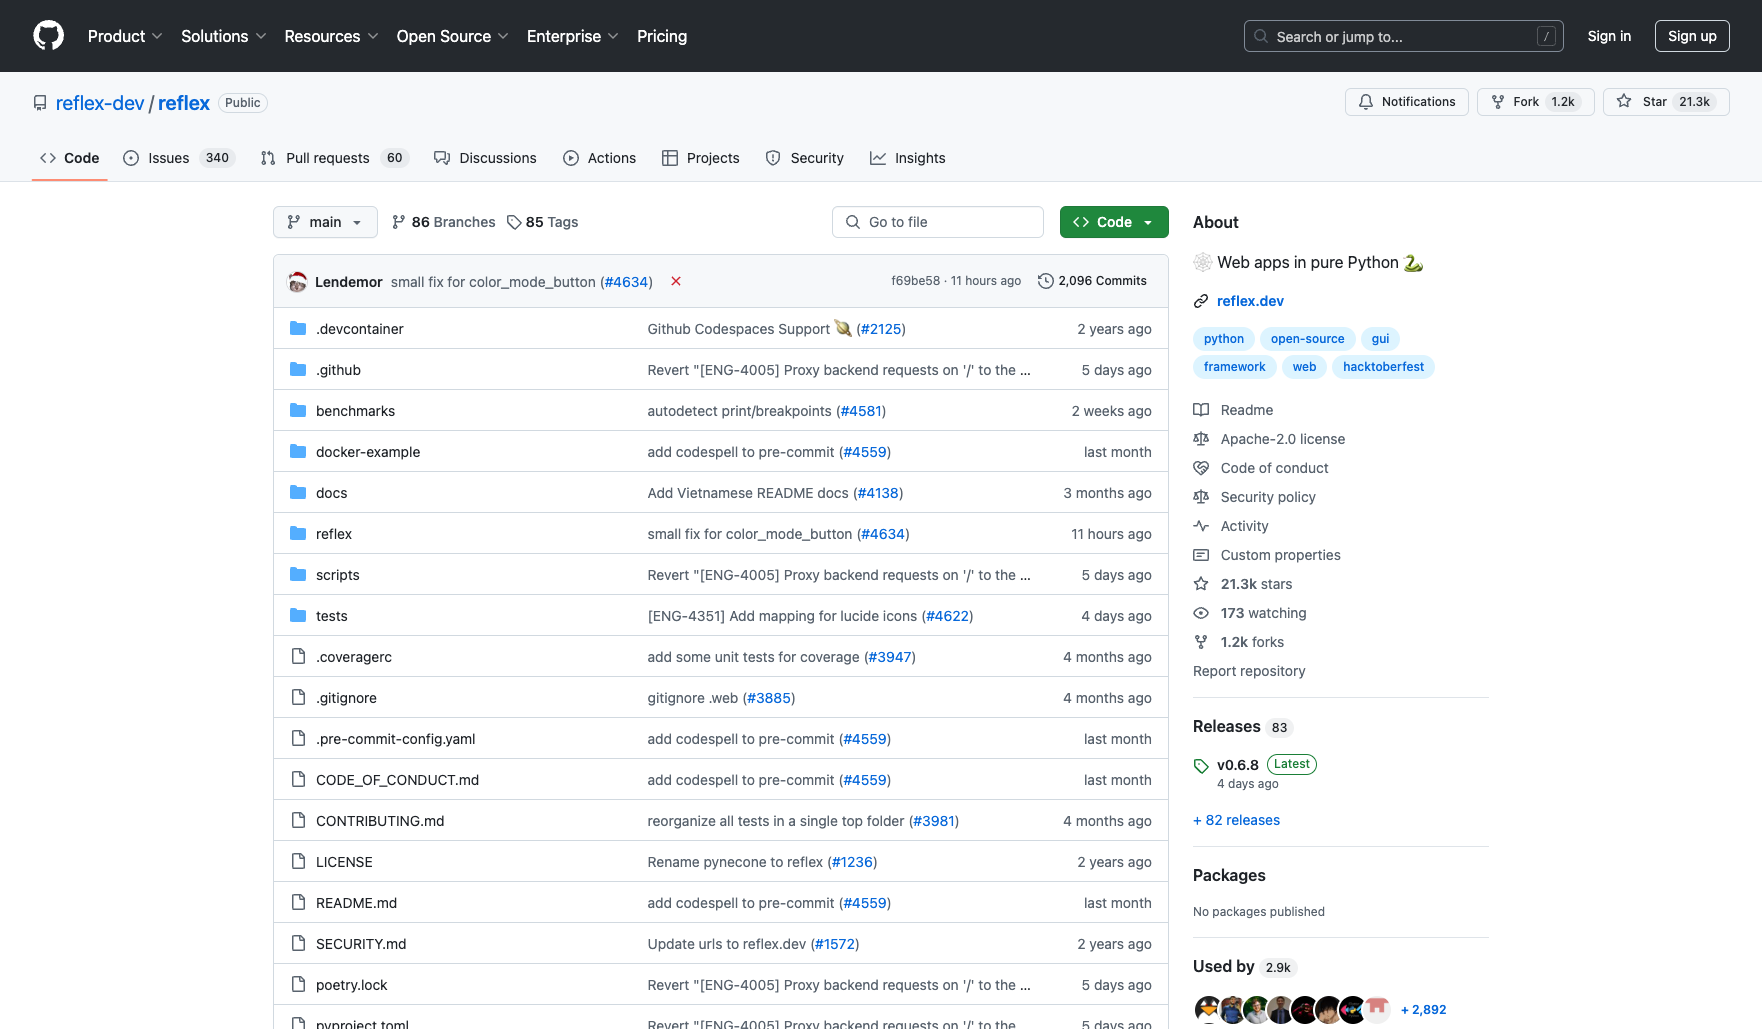 Product Solutions Resources Open Source Enterprise Pricing Search or jump to... / Sign in Sign up
reflex-dev / reflex Public Notifications Fork 1.2k Star 21.3k
Code Issues 340 Pull requests 60 Discussions Actions Projects Security Insights
main 86 Branches 85 Tags Go to file Code
Lendemor small fix for color_mode_button (#4634) f69be58 · 11 hours ago 2,096 Commits
.devcontainer Github Codespaces Support (#2125) 2 years ago
.github Revert "[ENG-4005] Proxy backend requests on '/' to the ... 5 days ago
benchmarks autodetect print/breakpoints (#4581) 2 weeks ago
docker-example add codespell to pre-commit (#4559) last month
docs Add Vietnamese README docs (#4138) 3 months ago
reflex small fix for color_mode_button (#4634) 11 hours ago
scripts Revert "[ENG-4005] Proxy backend requests on '/' to the ... 5 days ago
tests [ENG-4351] Add mapping for lucide icons (#4622) 4 days ago
.coveragerc add some unit tests for coverage (#3947) 4 months ago
.gitignore gitignore .web (#3885) 4 months ago
.pre-commit-config.yaml add codespell to pre-commit (#4559) last month
CODE_OF_CONDUCT.md add codespell to pre-commit (#4559) last month
CONTRIBUTING.md reorganize all tests in a single top folder (#3981) 4 months ago
LICENSE Rename pynecone to reflex (#1236) 2 years ago
README.md add codespell to pre-commit (#4559) last month
SECURITY.md Update urls to reflex.dev (#1572) 2 years ago
poetry.lock Revert "[ENG-4005] Proxy backend requests on '/' to the ... 5 days ago
pyproject.toml Revert "[ENG-4005] Proxy backend requests on '/' to the ... 5 days ago
About
Web apps in pure Python
reflex.dev
python open-source gui
framework web hacktoberfest
Readme
Apache-2.0 license
Code of conduct
Security policy
Activity
Custom properties
21.3k stars
173 watching
1.2k forks
Report repository
Releases 83
v0.6.8 Latest
4 days ago
+ 82 releases
Packages
No packages published
Used by 2.9k
+ 2,892